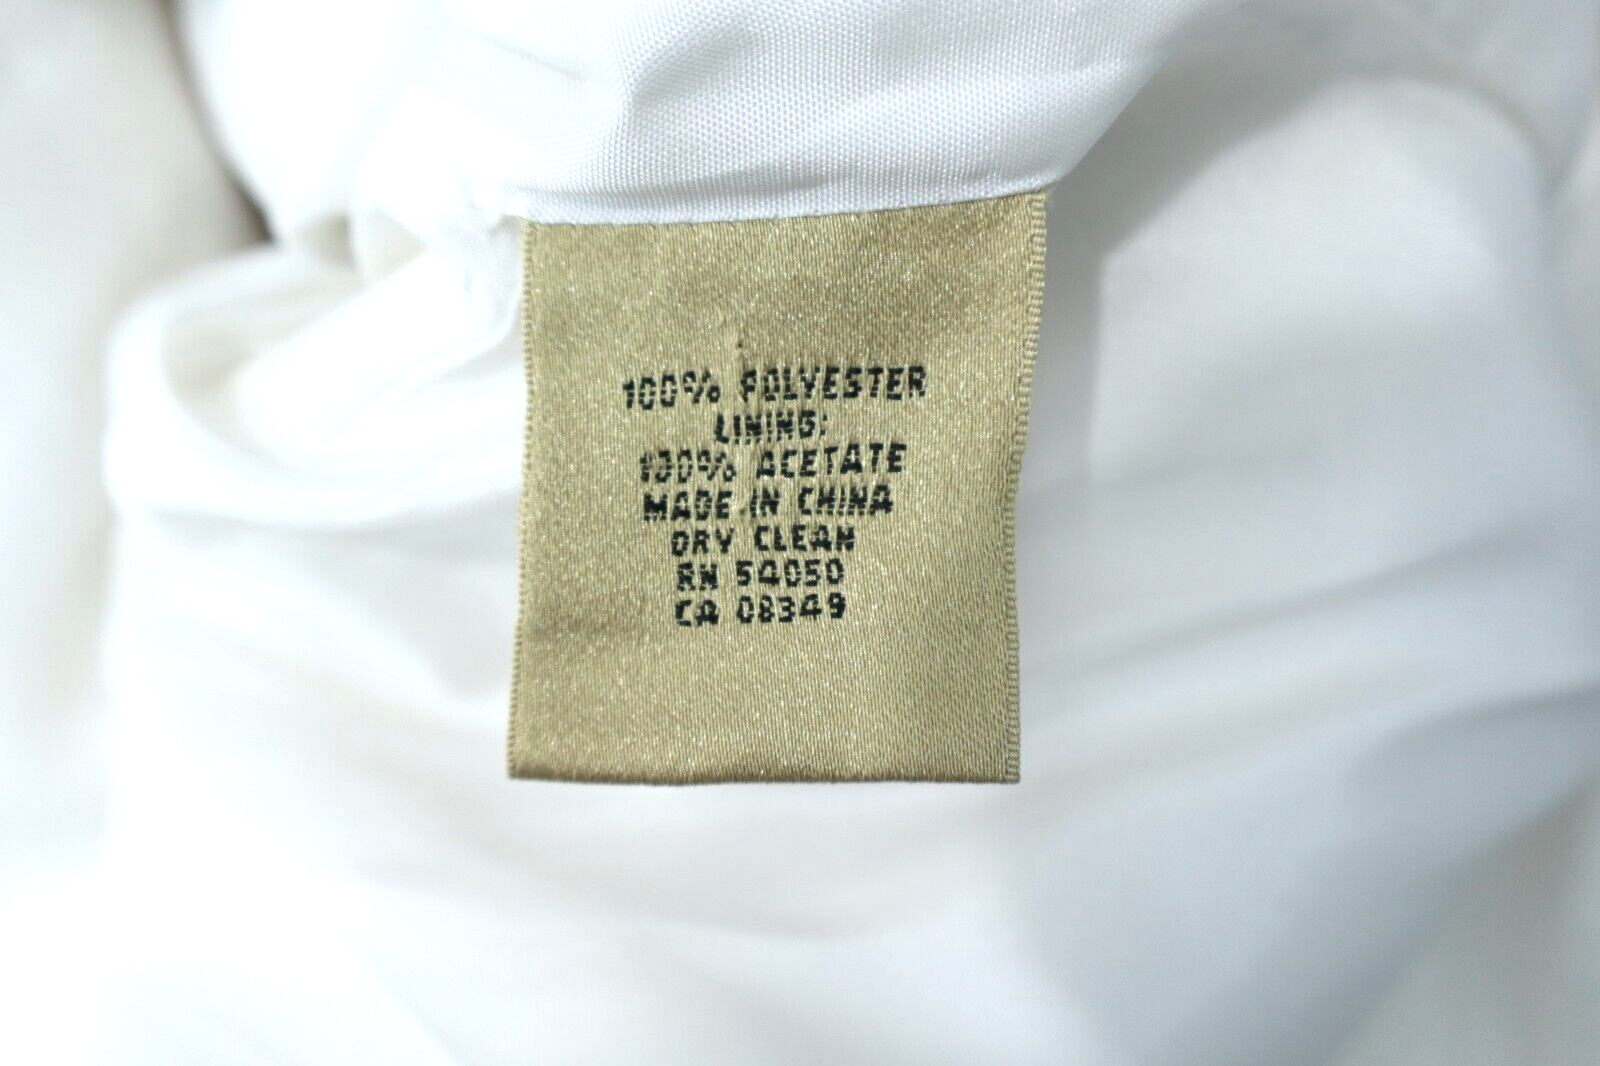 100% POLYESTER
LINING:
100% ACETATE
MADE IN CHINA
DRY CLEAN
RN 54050
CA 08349